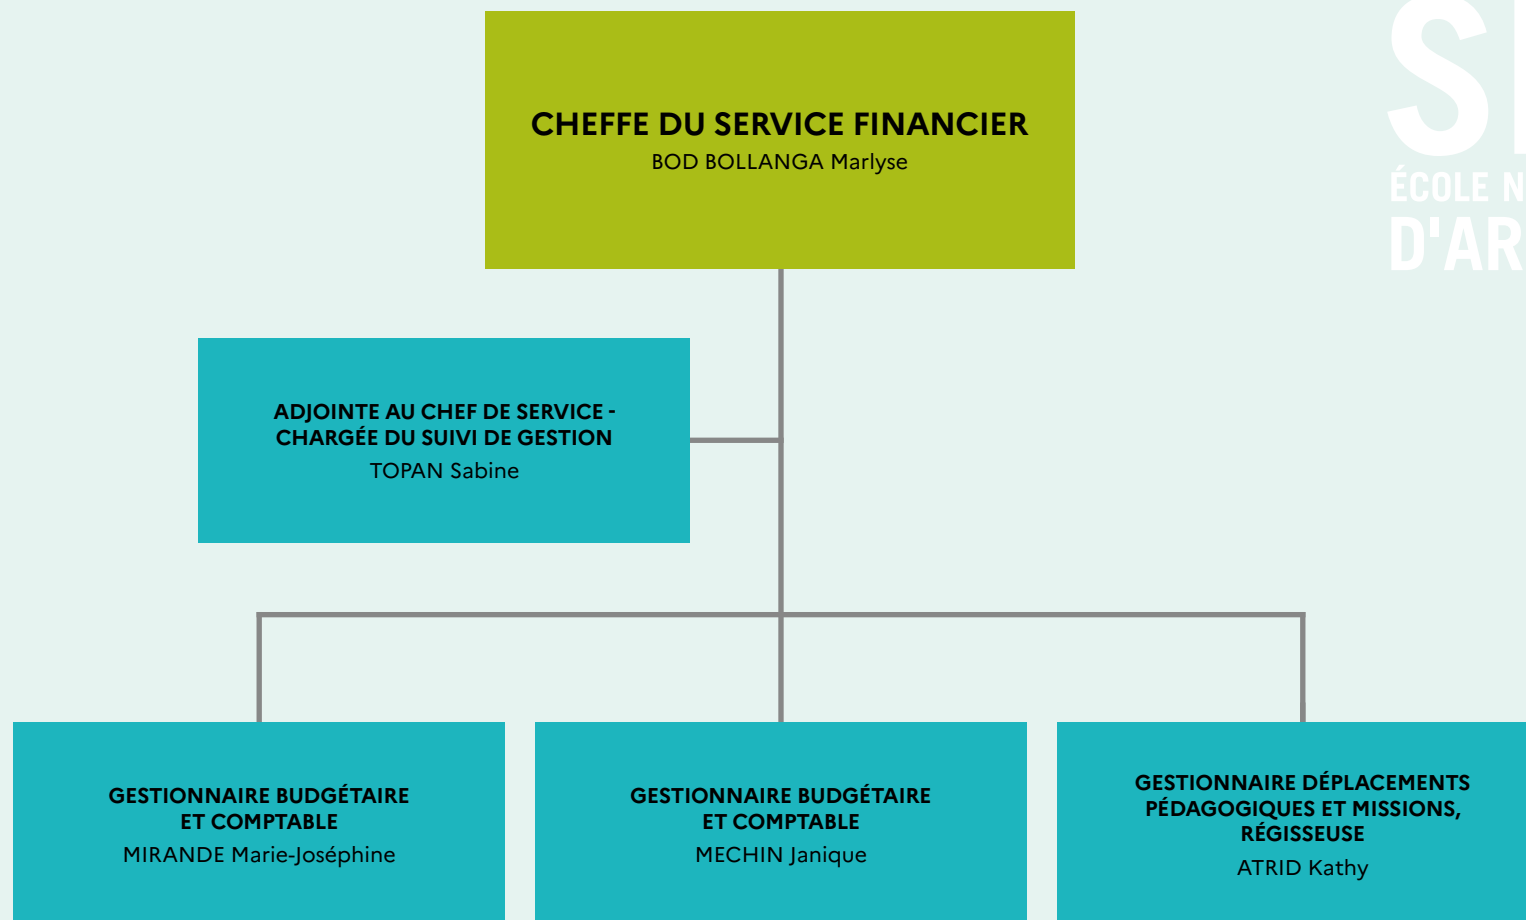 CHEFFE DU SERVICE FINANCIER
BOD BOLLANGA Marlyse
ÉCOLE N
D'AR
ADJOINTE AU CHEF DE SERVICE -
CHARGÉE DU SUIVI DE GESTION
TOPAN Sabine
GESTIONNAIRE BUDGÉTAIRE
ET COMPTABLE
MIRANDE Marie-Joséphine
GESTIONNAIRE BUDGÉTAIRE
ET COMPTABLE
MECHIN Janique
GESTIONNAIRE DÉPLACEMENTS
PÉDAGOGIQUES ET MISSIONS,
RÉGISSEUSE
ATRID Kathy